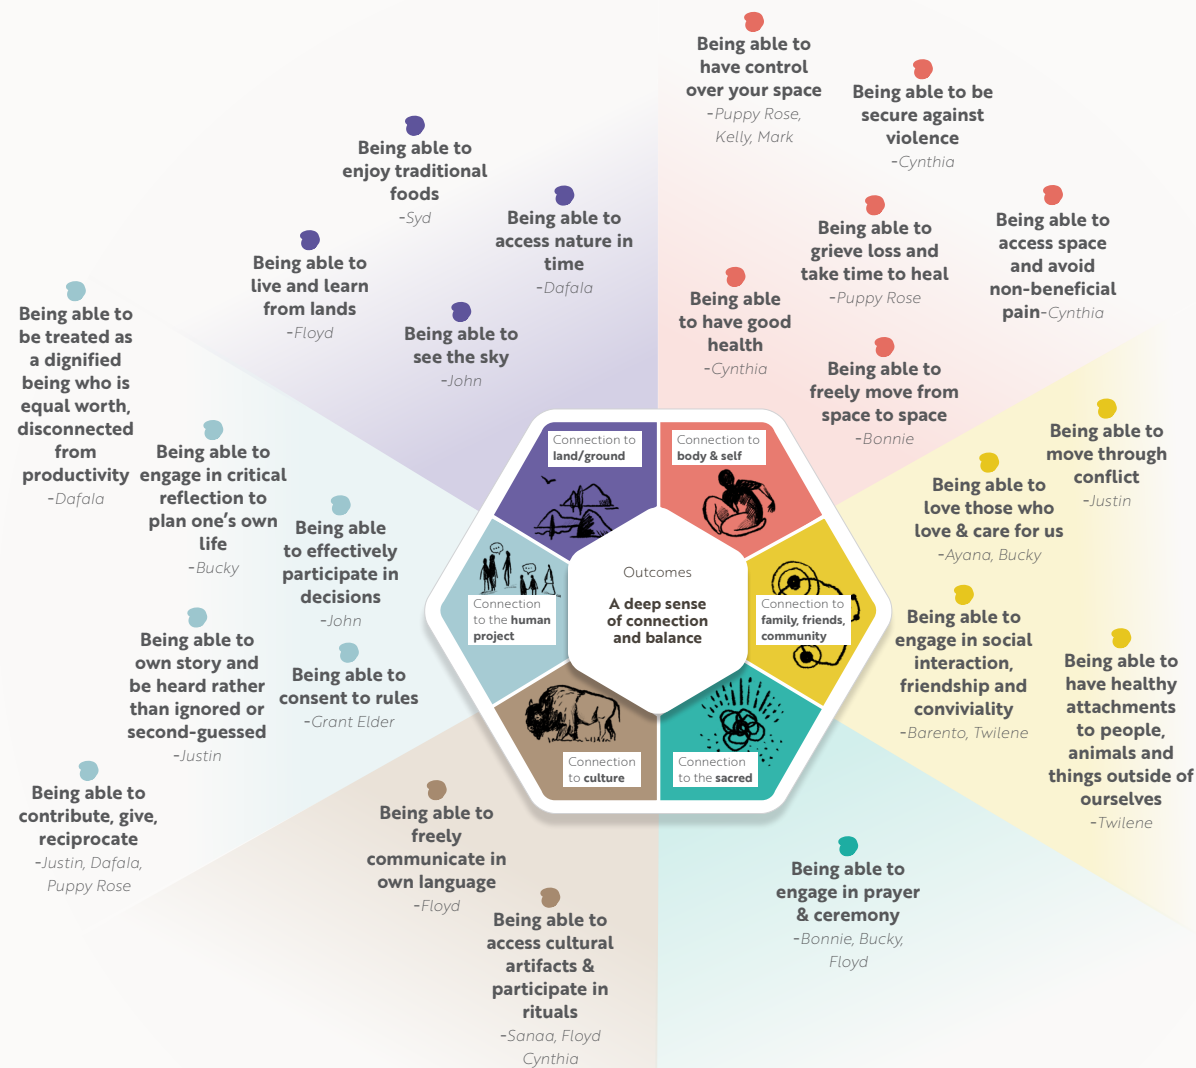 Being able to
have control
over your space
-Puppy Rose,
Kelly, Mark
Being able to be
secure against
violence
-Cynthia
Being able to
enjoy traditional
foods
-Syd
Being able to
access nature in
time
-Dafala
Being able to
grieve loss and
take time to heal
-Puppy Rose
Being able to
access space
and avoid
non-beneficial
pain-Cynthia
Being able to
live and learn
from lands
-Floyd
Being able to
see the sky
-John
Being able
to have good
health
-Cynthia
Being able to
freely move from
space to space
-Bonnie
Being able to
be treated as
a dignified
being who is
equal worth,
disconnected
from
productivity
-Dafala
Being able to
engage in critical
reflection to
plan one's own
life
-Bucky
Being able
to effectively
participate in
decisions
-John
Being able to
own story and
be heard rather
than ignored or
second-guessed
-Justin
Being able to
consent to rules
-Grant Elder
Being able to
contribute, give,
reciprocate
-Justin, Dafala,
Puppy Rose
Connection to
land/ground
Connection to
body & self
Connection
to the human
project
Outcomes
A deep sense
of connection
and balance
Connection to
family, friends,
community
Connection
to culture
Connection
to the sacred
Being able to
move through
conflict
-Justin
Being able to
love those who
love & care for us
-Ayana, Bucky
Being able to
engage in social
interaction,
friendship and
conviviality
-Barento, Twilene
Being able to
have healthy
attachments
to people,
animals and
things outside of
ourselves
-Twilene
Being able to
freely
communicate in
own language
-Floyd
Being able to
access cultural
artifacts &
participate in
rituals
-Sanaa, Floyd
Cynthia
Being able to
engage in prayer
& ceremony
-Bonnie, Bucky,
Floyd